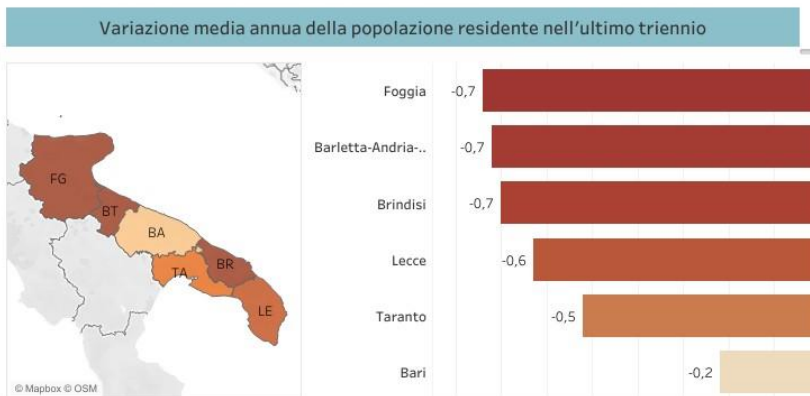 Variazione media annua della popolazione residente nell'ultimo triennio
FG
BT
BA
TA..
BR
LE
© Mapbox © OSM
Foggia -0,7
Barletta-Andria-.. -0,7
Brindisi -0,7
Lecce -0,6
Taranto -0,5
Bari -0,2